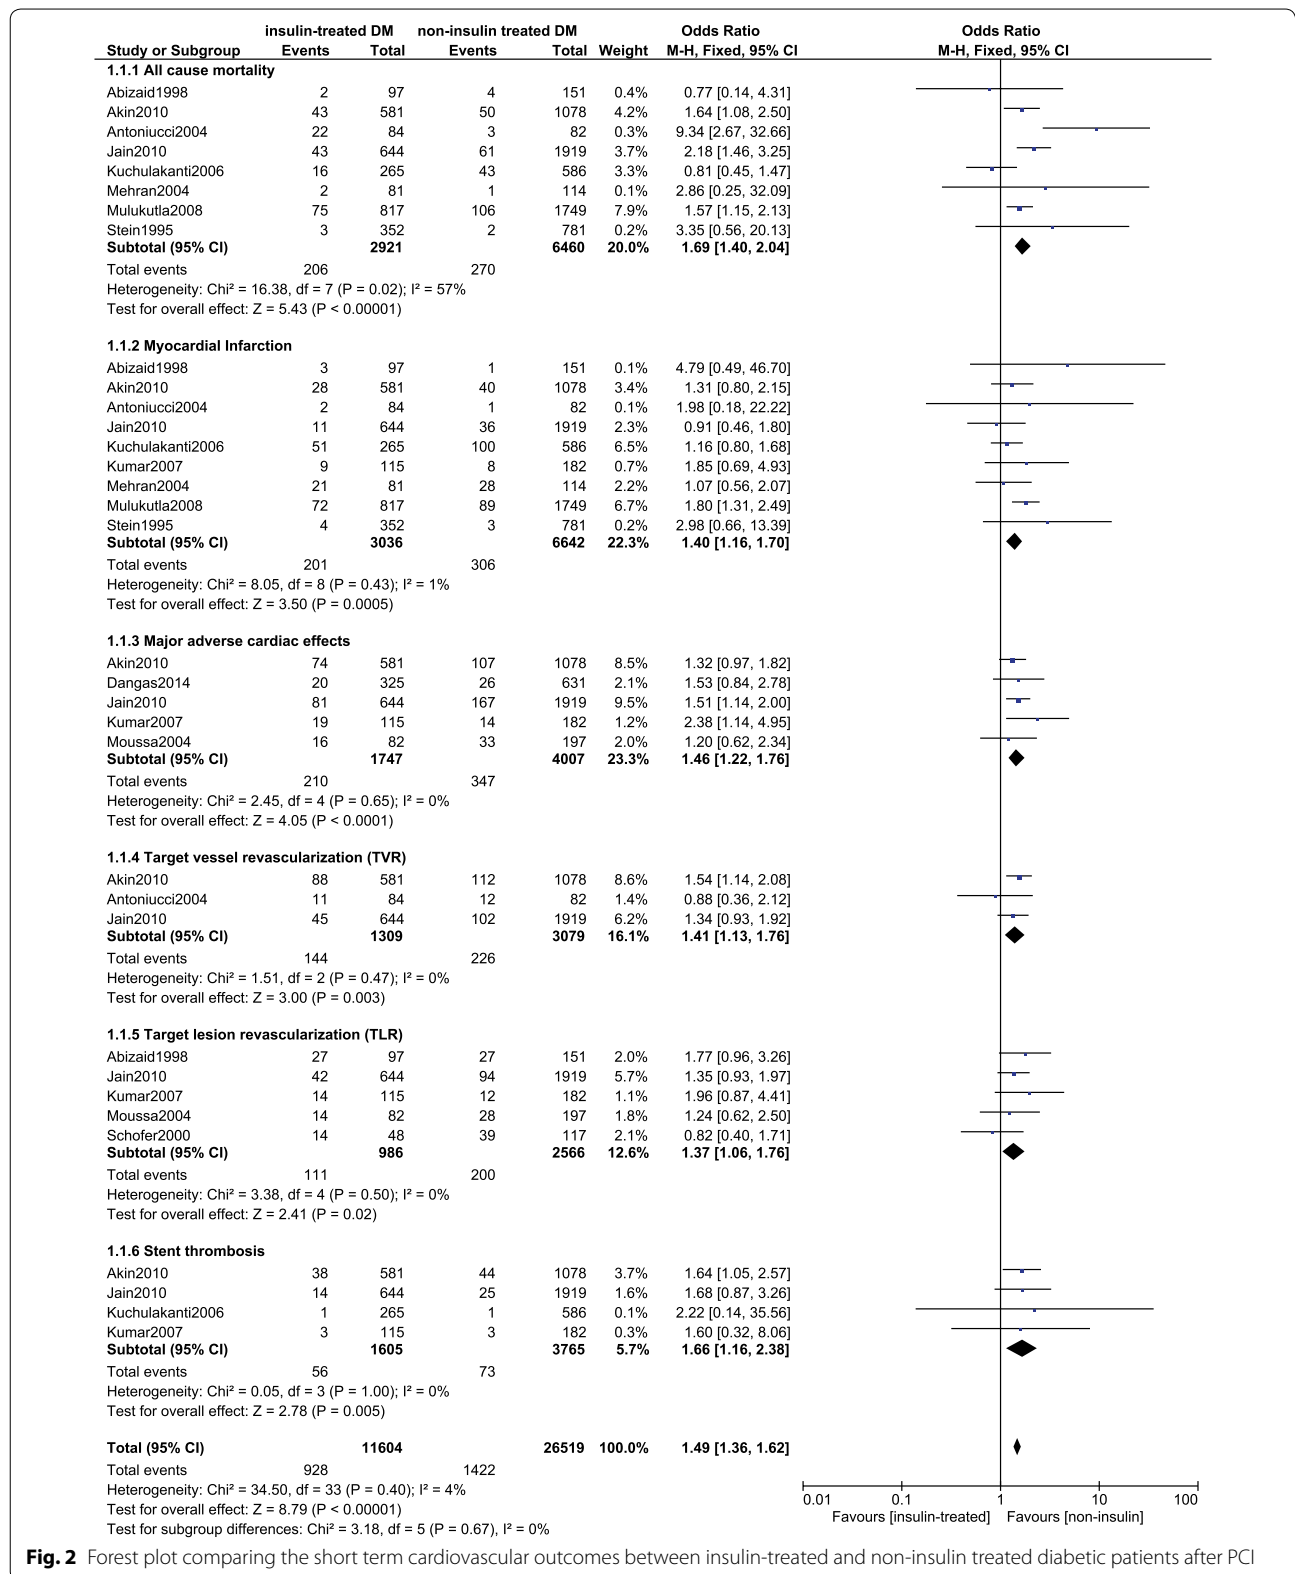 insulin-treated DM non-insulin treated DM Odds Ratio Odds Ratio
Study or Subgroup Events Total Events Total Weight M-H, Fixed, 95% CI M-H, Fixed, 95% CI
1.1.1 All cause mortality
Abizaid1998 2 97 4 151 0.4% 0.77 [0.14, 4.31]
Akin2010 43 581 50 1078 4.2% 1.64 [1.08, 2.50]
Antoniucci2004 22 84 3 82 0.3% 9.34 [2.67, 32.66]
Jain2010 43 644 61 1919 3.7% 2.18 [1.46, 3.25]
Kuchulakanti2006 16 265 43 586 3.3% 0.81 [0.45, 1.47]
Mehran2004 2 81 1 114 0.1% 2.86 [0.25, 32.09]
Mulukutla2008 75 817 106 1749 7.9% 1.57 [1.15, 2.13]
Stein1995 3 352 2 781 0.2% 3.35 [0.56, 20.13]
Subtotal (95% CI) 2921 6460 20.0% 1.69 [1.40, 2.04]
Total events 206 270
Heterogeneity: Chi² = 16.38, df = 7 (P = 0.02); I² = 57%
Test for overall effect: Z = 5.43 (P < 0.00001)
1.1.2 Myocardial Infarction
Abizaid1998 3 97 1 151 0.1% 4.79 [0.49, 46.70]
Akin2010 28 581 40 1078 3.4% 1.31 [0.80, 2.15]
Antoniucci2004 2 84 1 82 0.1% 1.98 [0.18, 22.22]
Jain2010 11 644 36 1919 2.3% 0.91 [0.46, 1.80]
Kuchulakanti2006 51 265 100 586 6.5% 1.16 [0.80, 1.68]
Kumar2007 9 115 8 182 0.7% 1.85 [0.69, 4.93]
Mehran2004 21 81 28 114 2.2% 1.07 [0.56, 2.07]
Mulukutla2008 72 817 89 1749 6.7% 1.80 [1.31, 2.49]
Stein1995 4 352 3 781 0.2% 2.98 [0.66, 13.39]
Subtotal (95% CI) 3036 6642 22.3% 1.40 [1.16, 1.70]
Total events 201 306
Heterogeneity: Chi² = 8.05, df = 8 (P = 0.43); I² = 1%
Test for overall effect: Z = 3.50 (P = 0.0005)
1.1.3 Major adverse cardiac effects
Akin2010 74 581 107 1078 8.5% 1.32 [0.97, 1.82]
Dangas2014 20 325 26 631 2.1% 1.53 [0.84, 2.78]
Jain2010 81 644 167 1919 9.5% 1.51 [1.14, 2.00]
Kumar2007 19 115 14 182 1.2% 2.38 [1.14, 4.95]
Moussa2004 16 82 33 197 2.0% 1.20 [0.62, 2.34]
Subtotal (95% CI) 1747 4007 23.3% 1.46 [1.22, 1.76]
Total events 210 347
Heterogeneity: Chi² = 2.45, df = 4 (P = 0.65); I² = 0%
Test for overall effect: Z = 4.05 (P < 0.0001)
1.1.4 Target vessel revascularization (TVR)
Akin2010 88 581 112 1078 8.6% 1.54 [1.14, 2.08]
Antoniucci2004 11 84 12 82 1.4% 0.88 [0.36, 2.12]
Jain2010 45 644 102 1919 6.2% 1.34 [0.93, 1.92]
Subtotal (95% CI) 1309 3079 16.1% 1.41 [1.13, 1.76]
Total events 144 226
Heterogeneity: Chi² = 1.51, df = 2 (P = 0.47); I² = 0%
Test for overall effect: Z = 3.00 (P = 0.003)
1.1.5 Target lesion revascularization (TLR)
Abizaid1998 27 97 27 151 2.0% 1.77 [0.96, 3.26]
Jain2010 42 644 94 1919 5.7% 1.35 [0.93, 1.97]
Kumar2007 14 115 12 182 1.1% 1.96 [0.87, 4.41]
Moussa2004 14 82 28 197 1.8% 1.24 [0.62, 2.50]
Schofer2000 14 48 39 117 2.1% 0.82 [0.40, 1.71]
Subtotal (95% CI) 986 2566 12.6% 1.37 [1.06, 1.76]
Total events 111 200
Heterogeneity: Chi² = 3.38, df = 4 (P = 0.50); I² = 0%
Test for overall effect: Z = 2.41 (P = 0.02)
1.1.6 Stent thrombosis
Akin2010 38 581 44 1078 3.7% 1.64 [1.05, 2.57]
Jain2010 14 644 25 1919 1.6% 1.68 [0.87, 3.26]
Kuchulakanti2006 1 265 1 586 0.1% 2.22 [0.14, 35.56]
Kumar2007 3 115 3 182 0.3% 1.60 [0.32, 8.06]
Subtotal (95% CI) 1605 3765 5.7% 1.66 [1.16, 2.38]
Total events 56 73
Heterogeneity: Chi² = 0.05, df = 3 (P = 1.00); I² = 0%
Test for overall effect: Z = 2.78 (P = 0.005)
Total (95% CI) 11604 26519 100.0% 1.49 [1.36, 1.62]
Total events 928 1422
Heterogeneity: Chi² = 34.50, df = 33 (P = 0.40); I² = 4%
Test for overall effect: Z = 8.79 (P < 0.00001)
Test for subgroup differences: Chi² = 3.18, df = 5 (P = 0.67), I² = 0%
0.01 0.1 1 10 100
Favours [insulin-treated] Favours [non-insulin]
Fig. 2 Forest plot comparing the short term cardiovascular outcomes between insulin-treated and non-insulin treated diabetic patients after PCI